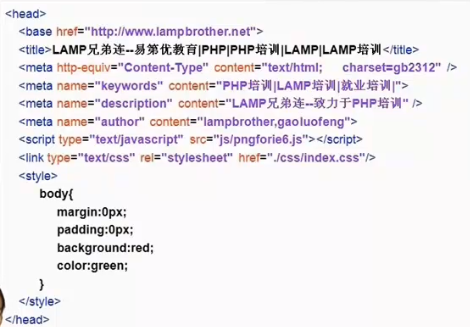 <head>
<base href="http://www.lampbrother.net">
<title>LAMP兄弟连--易第优教育|PHP|PHP培训|LAMP|LAMP培训</title>
<meta http-equiv="Content-Type" content="text/html; charset=gb2312" />
<meta name="keywords" content="PHP培训|LAMP培训|就业培训|">
<meta name="description" content="LAMP兄弟连--致力于PHP培训" />
<meta name="author" content="lampbrother,gaoluofeng">
<script type="text/javascript" src="js/pngforie6.js"></script>
<link type="text/css" rel="stylesheet" href="./css/index.css"/>
<style>
body{
margin:0px;
padding:0px;
background:red;
color:green;
}
</style>
</head>